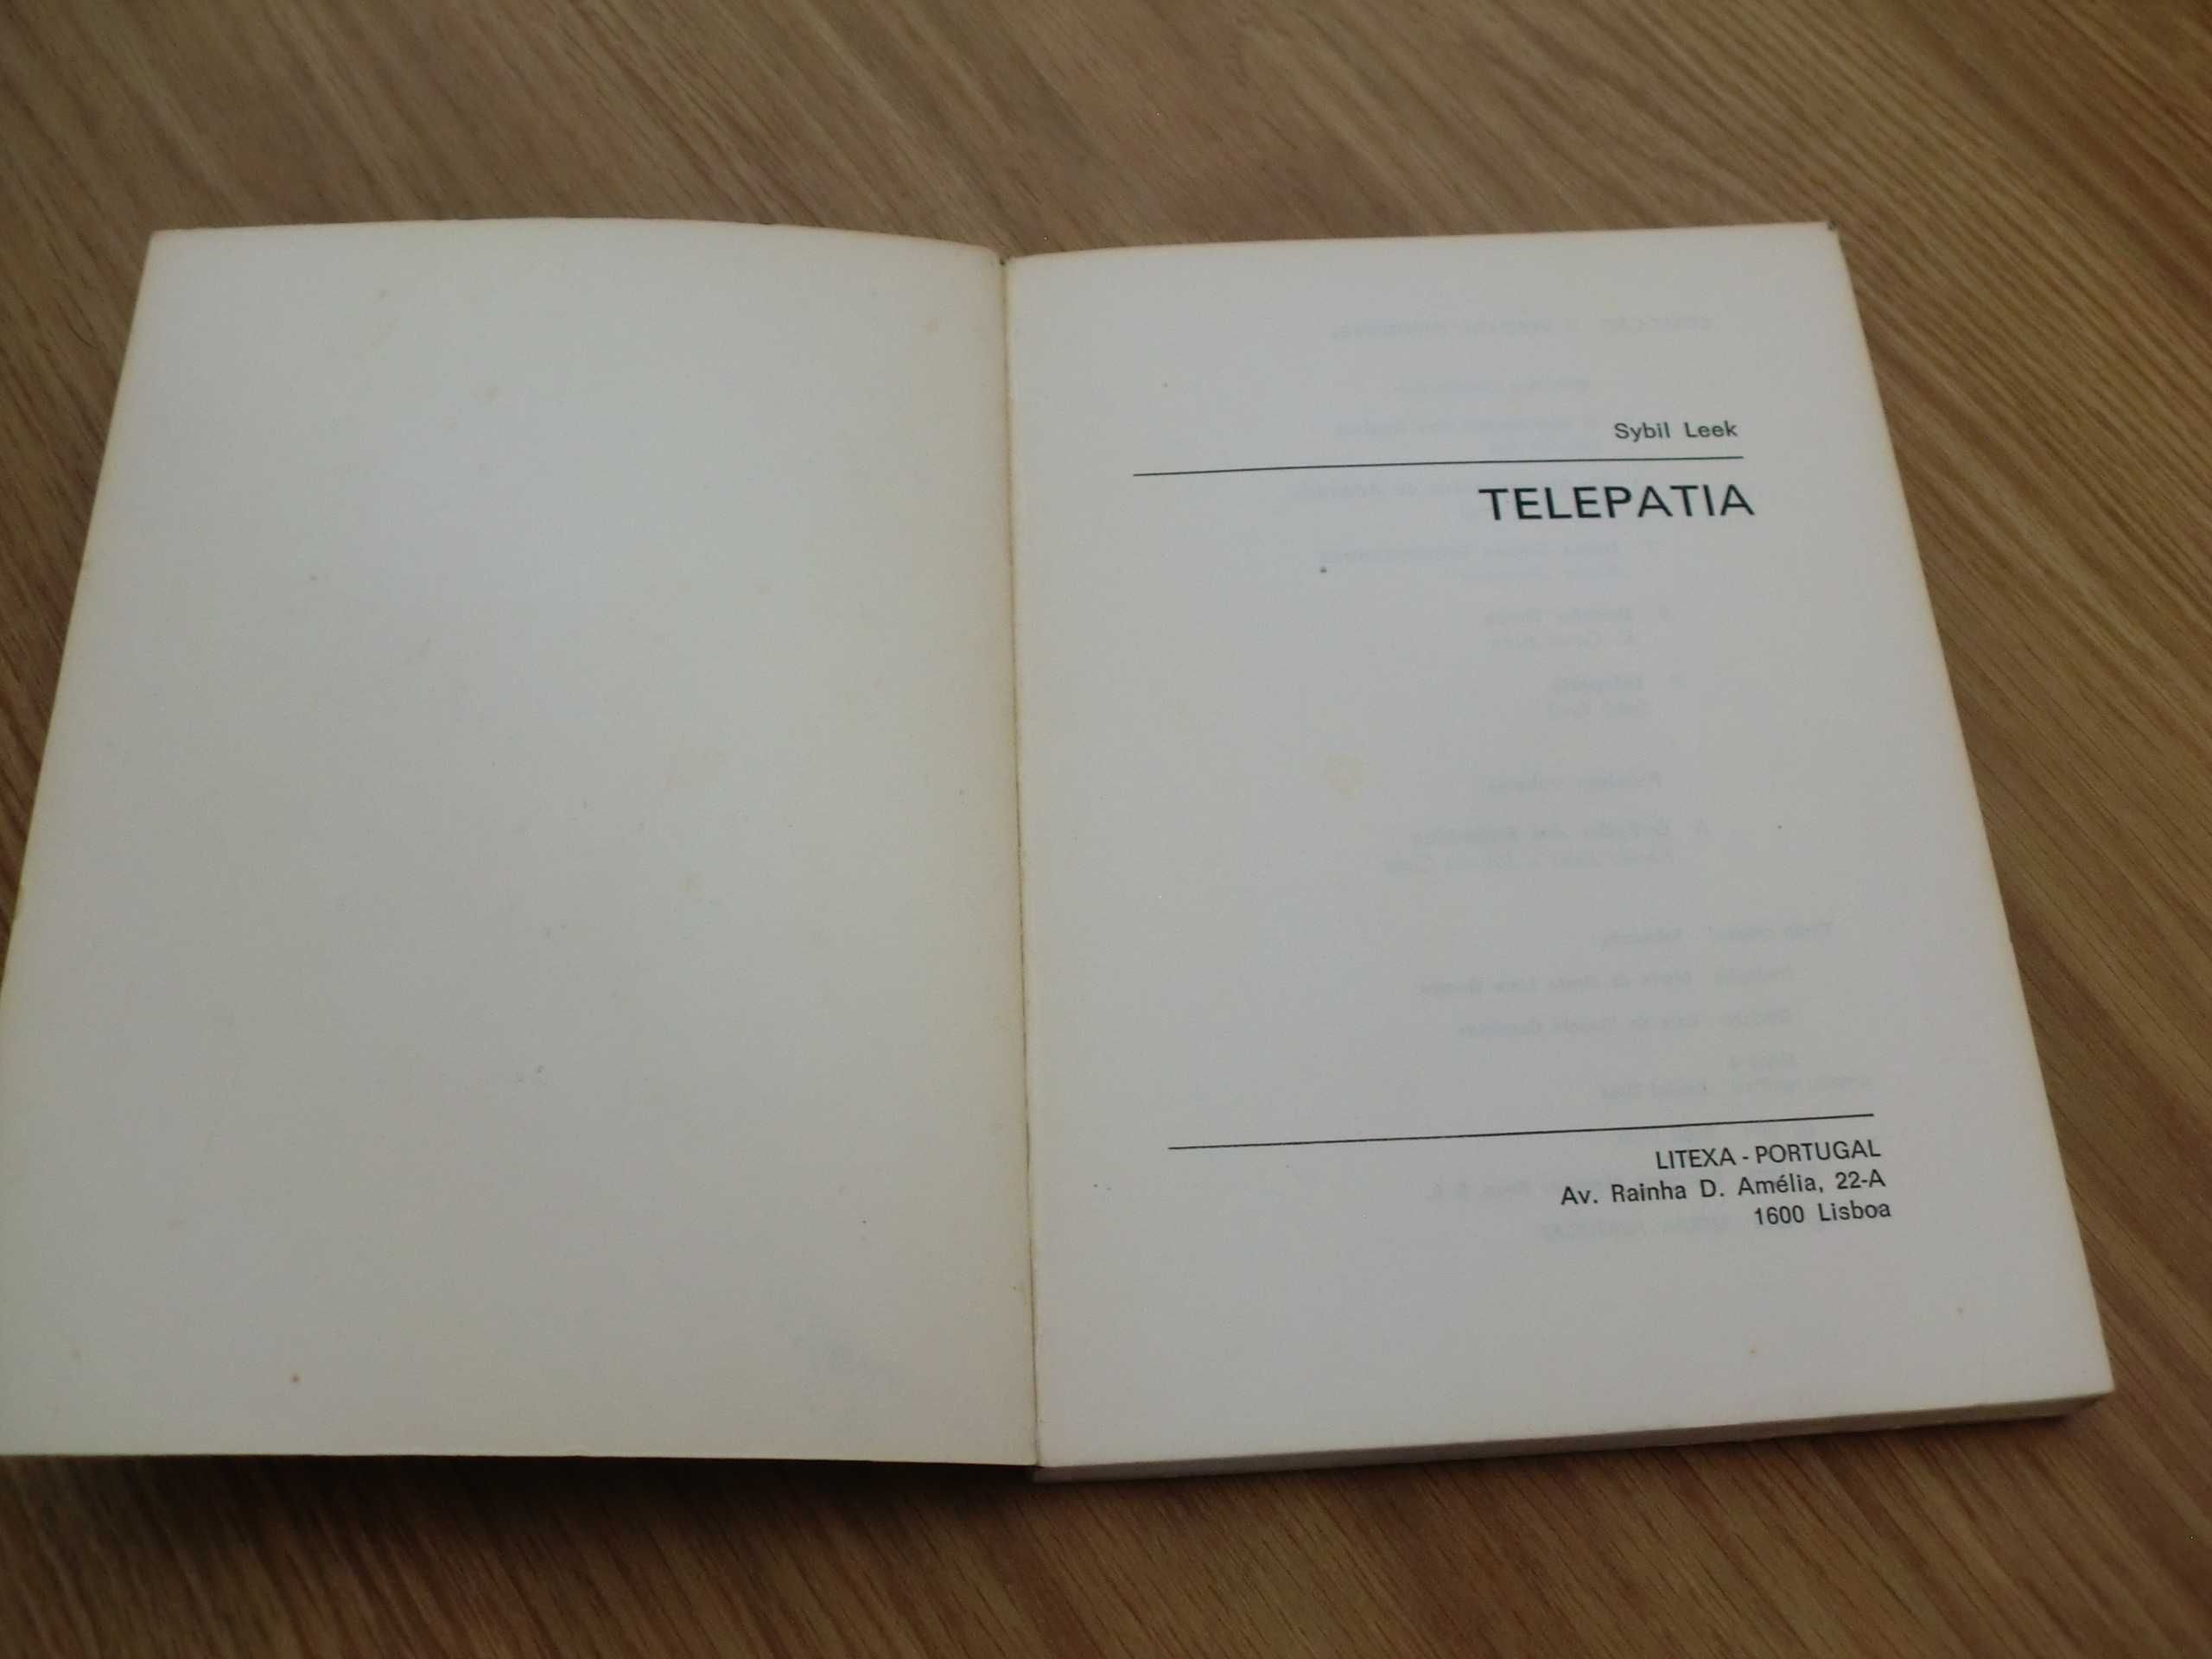 Sybil Leek
TELEPATIA
LITEXA - PORTUGAL
Av. Rainha D. Amélia, 22-A
1600 Lisboa